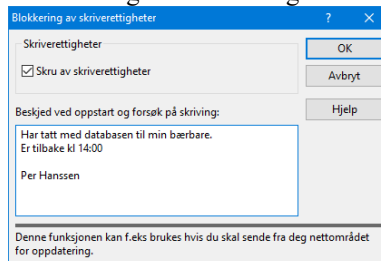 Blokkering av skriverettigheter
? ×
Skriverettigheter
OK
Skru av skriverettigheter
Avbryt
Beskjed ved oppstart og forsøk på skriving:
Hjelp
Har tatt med databasen til min bærbare.
Er tilbake kl 14:00
Per Hanssen
Denne funksjonen kan f.eks brukes hvis du skal sende fra deg nettområdet
for oppdatering.